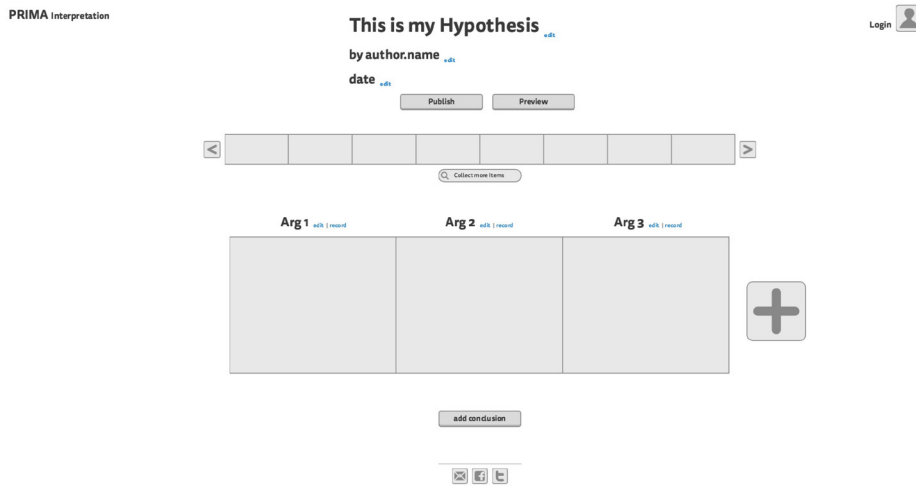 PRIMA Interpretation
Login
This is my Hypothesis edit
by author.name edit
date edit
Publish Preview
< >
Collect more Items
Arg 1 edit | record Arg 2 edit | record Arg 3 edit | record
add conclusion